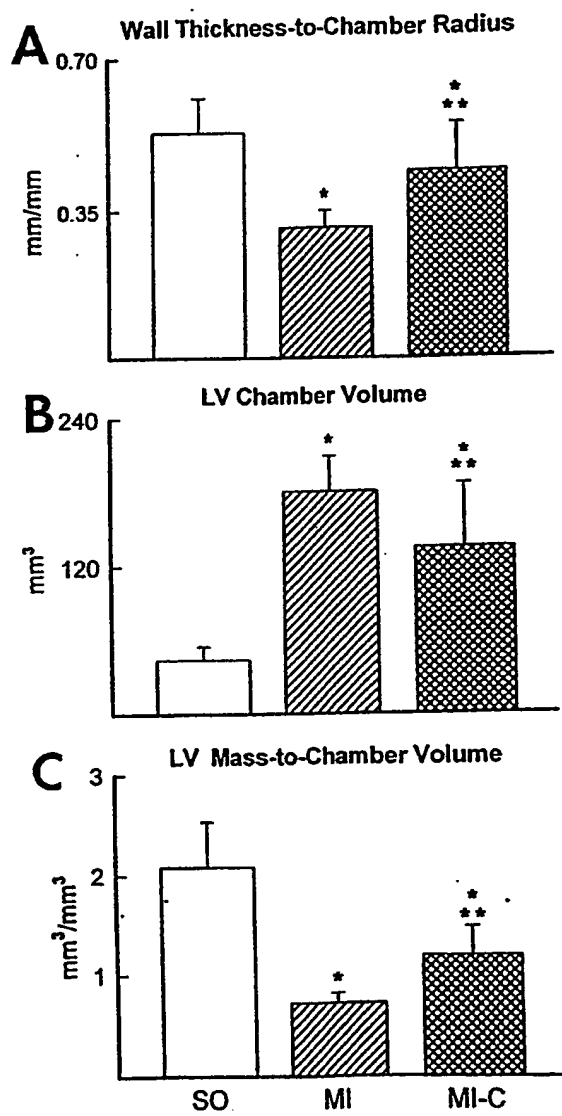 A
Wall Thickness-to-Chamber Radius
0.70
0.35
mm/mm
*
*
**
B
LV Chamber Volume
240
120
mm³
*
*
**
C
LV Mass-to-Chamber Volume
3
2
1
mm³/mm³
*
*
**
SO MI MI-C